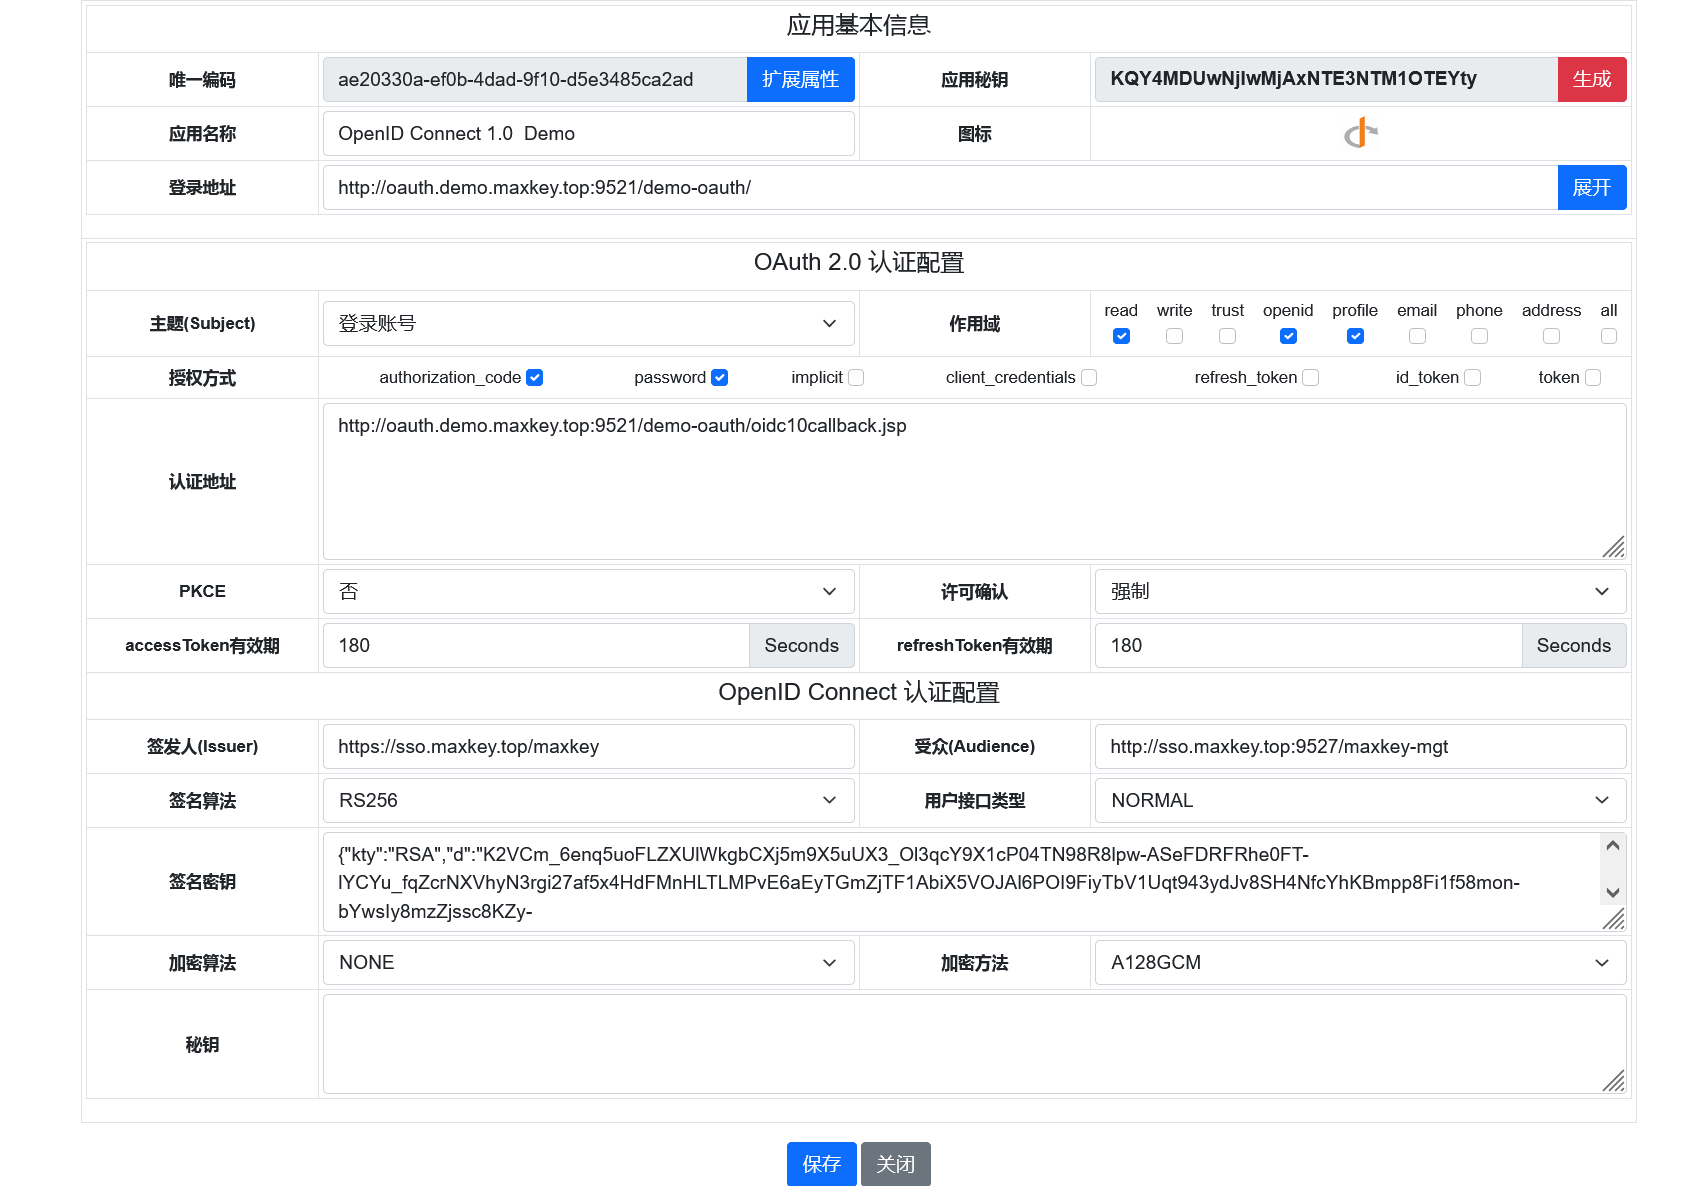 应用基本信息
唯一编码 ae20330a-ef0b-4dad-9f10-d5e3485ca2ad 扩展属性 应用秘钥 KQY4MDUwNjIwMjAxNTE3NTM1OTEYty 生成
应用名称 OpenID Connect 1.0  Demo 图标
登录地址 http://oauth.demo.maxkey.top:9521/demo-oauth/ 展开
OAuth 2.0 认证配置
主题(Subject) 登录账号 作用域 read write trust openid profile email phone address all
授权方式 authorization_code password implicit client_credentials refresh_token id_token token
认证地址 http://oauth.demo.maxkey.top:9521/demo-oauth/oidc10callback.jsp
PKCE 否 许可确认 强制
accessToken有效期 180 Seconds refreshToken有效期 180 Seconds
OpenID Connect 认证配置
签发人(Issuer) https://sso.maxkey.top/maxkey 受众(Audience) http://sso.maxkey.top:9527/maxkey-mgt
签名算法 RS256 用户接口类型 NORMAL
签名密钥 {"kty":"RSA","d":"K2VCm_6enq5uoFLZXUlWkgbCXj5m9X5uUX3_Ol3qcY9X1cP04TN98R8lpw-ASeFDRFRhe0FT-
lYCYu_fqZcrNXVhyN3rgi27af5x4HdFMnHLTLMPvE6aEyTGmZjTF1AbiX5VOJAl6POI9FiyTbV1Uqt943ydJv8SH4NfcYhKBmpp8Fi1f58mon-
bYwsIy8mzZjssc8KZy-
加密算法 NONE 加密方法 A128GCM
秘钥
保存 关闭